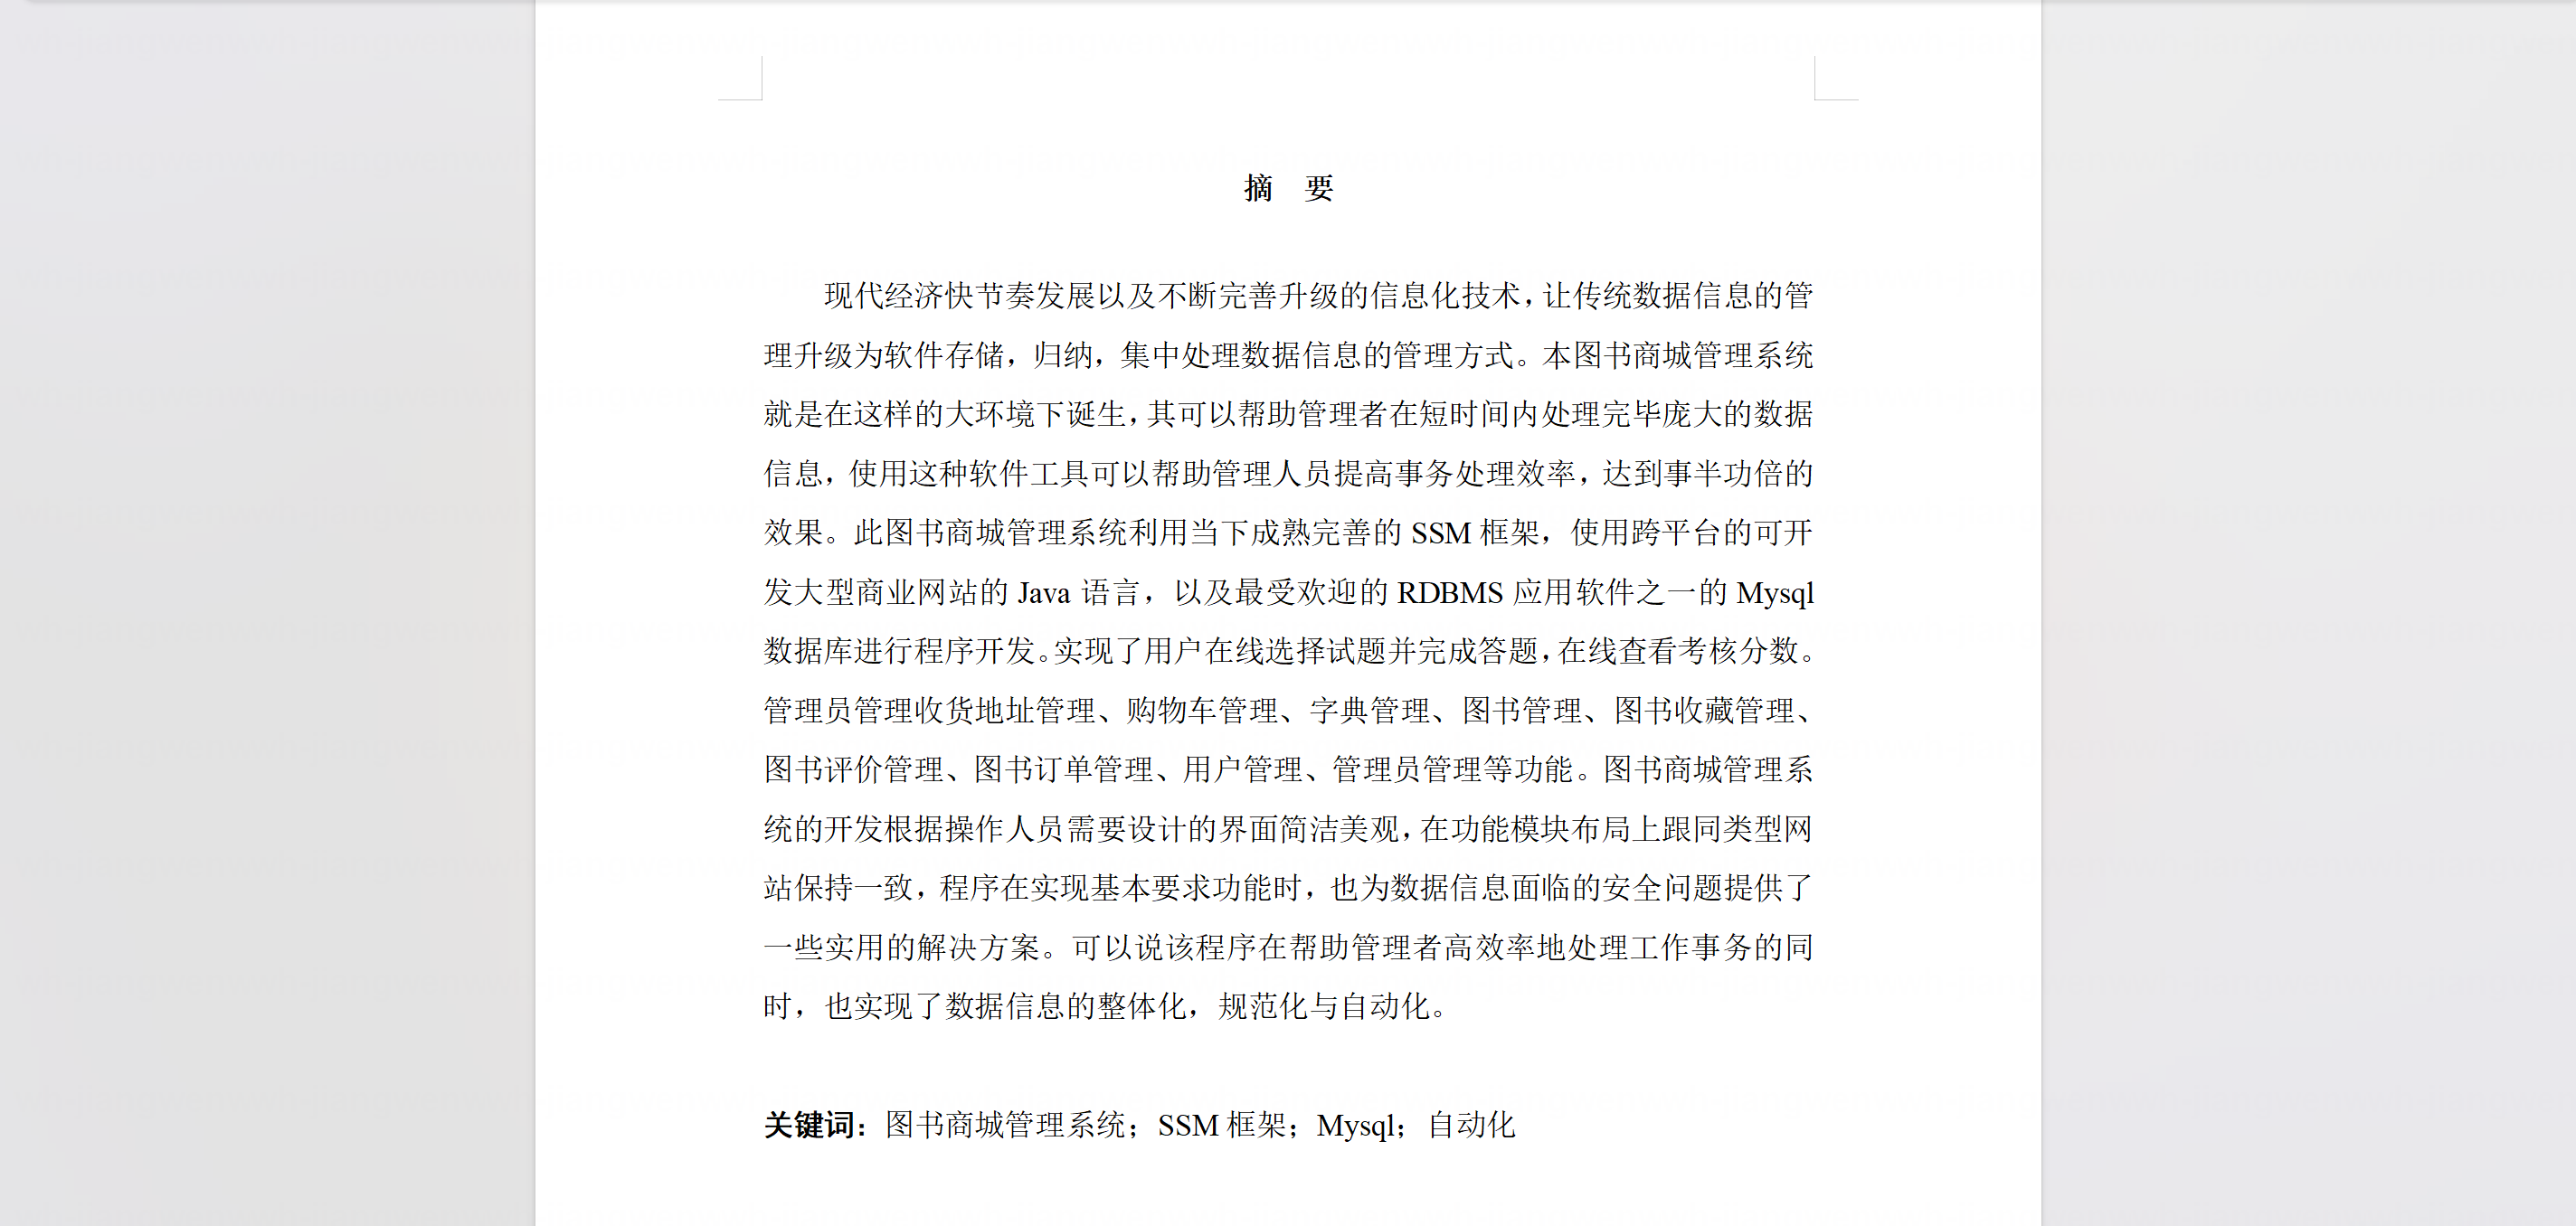 摘 要
现代经济快节奏发展以及不断完善升级的信息化技术，让传统数据信息的管
理升级为软件存储，归纳，集中处理数据信息的管理方式。本图书商城管理系统
就是在这样的大环境下诞生，其可以帮助管理者在短时间内处理完毕庞大的数据
信息，使用这种软件工具可以帮助管理人员提高事务处理效率，达到事半功倍的
效果。此图书商城管理系统利用当下成熟完善的 SSM 框架，使用跨平台的可开
发大型商业网站的 Java 语言，以及最受欢迎的 RDBMS 应用软件之一的 Mysql
数据库进行程序开发。实现了用户在线选择试题并完成答题，在线查看考核分数。
管理员管理收货地址管理、购物车管理、字典管理、图书管理、图书收藏管理、
图书评价管理、图书订单管理、用户管理、管理员管理等功能。图书商城管理系
统的开发根据操作人员需要设计的界面简洁美观，在功能模块布局上跟同类型网
站保持一致，程序在实现基本要求功能时，也为数据信息面临的安全问题提供了
一些实用的解决方案。可以说该程序在帮助管理者高效率地处理工作事务的同
时，也实现了数据信息的整体化，规范化与自动化。
关键词：图书商城管理系统；SSM 框架；Mysql；自动化